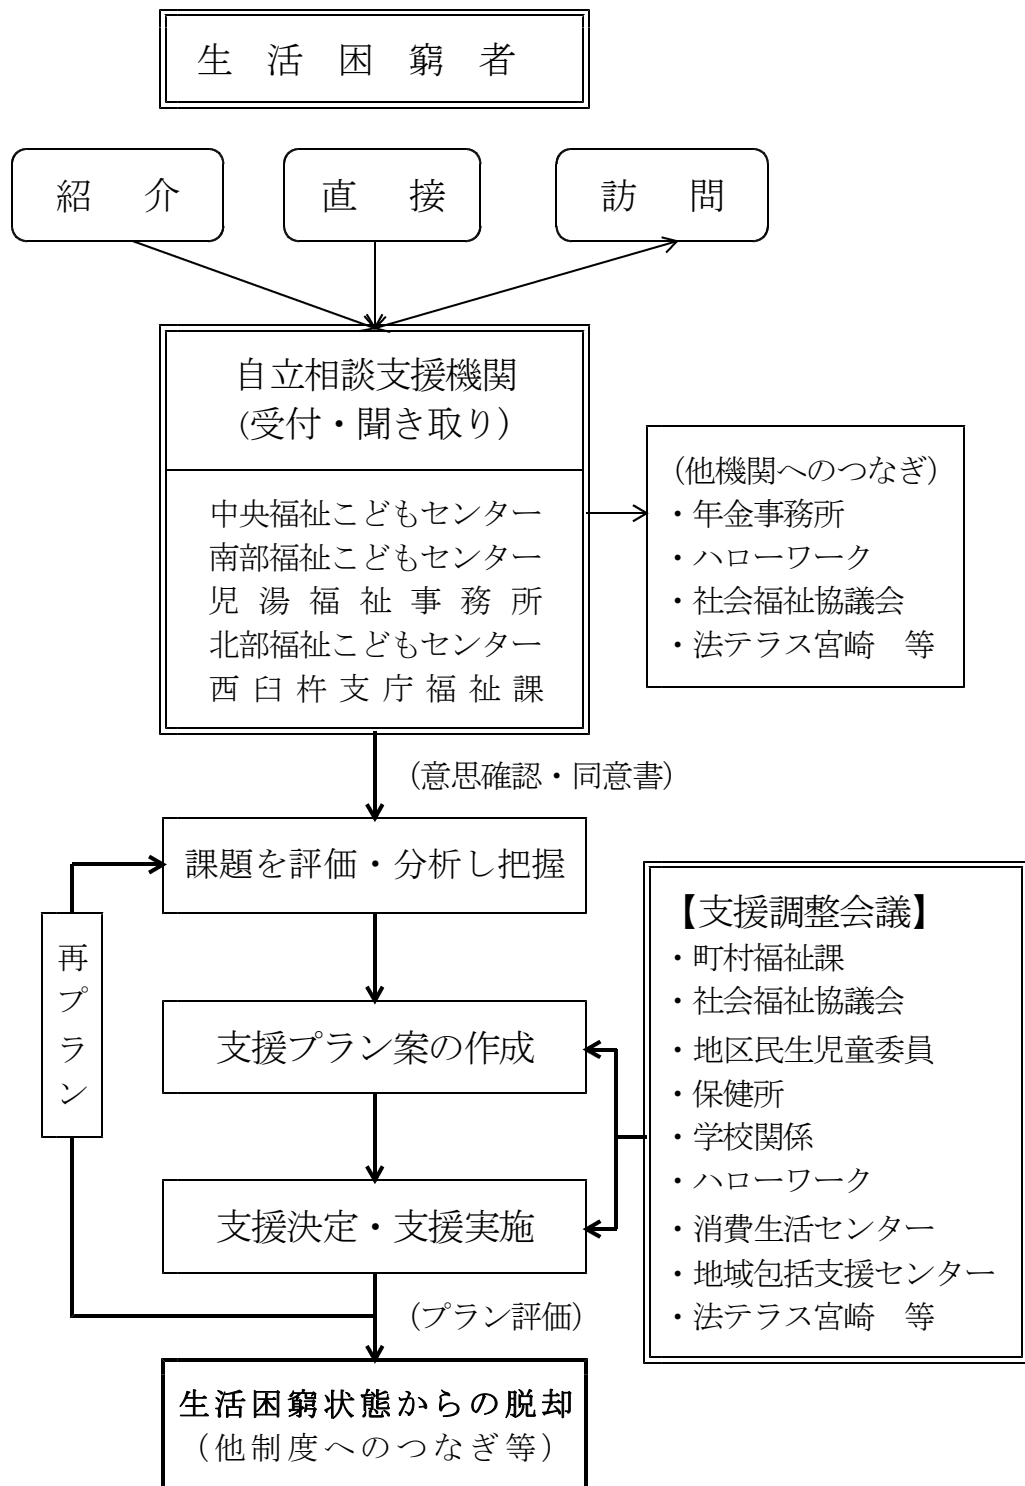 生活困窮者
紹介
直接
訪問
自立相談支援機関
(受付・聞き取り)
中央福祉こどもセンター
南部福祉こどもセンター
児湯福祉事務所
北部福祉こどもセンター
西臼杵支庁福祉課
(他機関へのつなぎ)
・年金事務所
・ハローワーク
・社会福祉協議会
・法テラス宮崎　等
(意思確認・同意書)
課題を評価・分析し把握
再プラン
支援プラン案の作成
支援決定・支援実施
【支援調整会議】
・町村福祉課
・社会福祉協議会
・地区民生児童委員
・保健所
・学校関係
・ハローワーク
・消費生活センター
・地域包括支援センター
・法テラス宮崎　等
(プラン評価)
生活困窮状態からの脱却
（他制度へのつなぎ等）